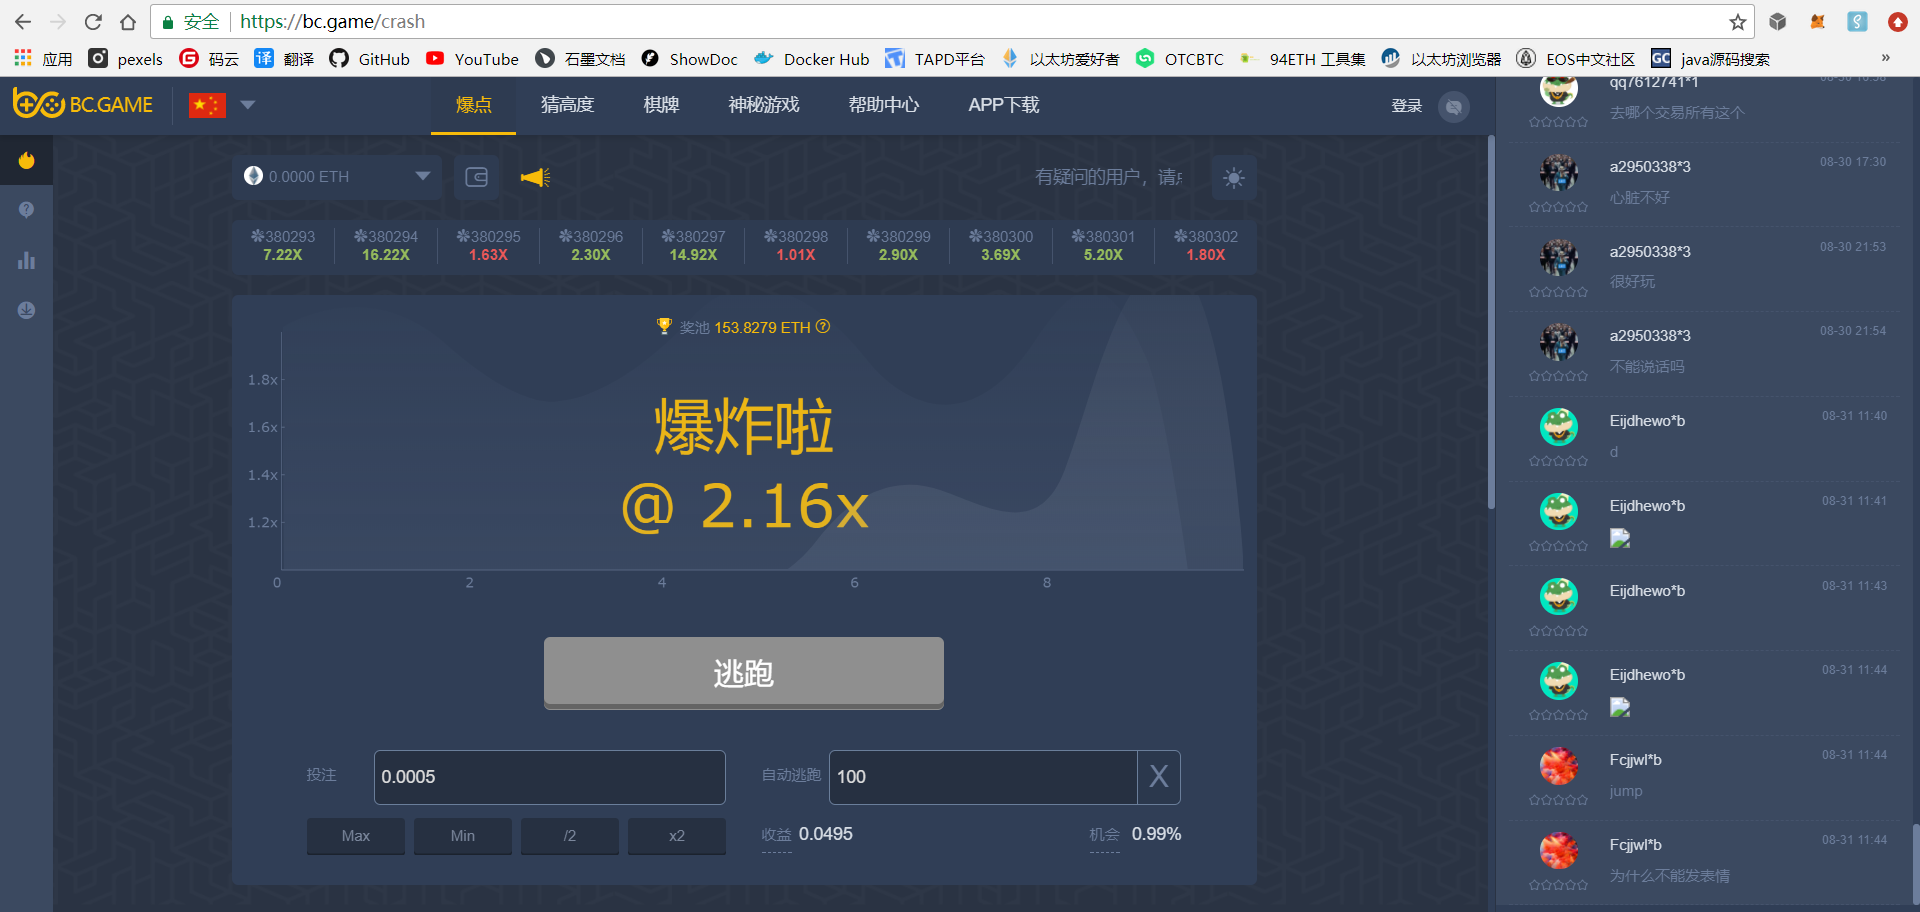 安全 https://bc.game/crash
应用 pexels 码云 翻译 GitHub YouTube 石墨文档 ShowDoc Docker Hub TAPD平台 以太坊爱好者 OTCBTC 94ETH 工具集 以太坊浏览器 EOS中文社区 GC java源码搜索 »
BC.GAME 爆点 猜高度 棋牌 神秘游戏 帮助中心 APP下载 登录
0.0000 ETH 有疑问的用户，请
380293 380294 380295 380296 380297 380298 380299 380300 380301 380302
7.22X 16.22X 1.63X 2.30X 14.92X 1.01X 2.90X 3.69X 5.20X 1.80X
奖池 153.8279 ETH
1.8x
1.6x
1.4x
1.2x
爆炸啦
@ 2.16x
0 2 4 6 8
逃跑
投注 0.0005 自动逃跑 100 X
Max Min /2 x2 收益 0.0495 机会 0.99%
qq7612741*1
去哪个交易所有这个
a2950338*3 08-30 17:30
心脏不好
a2950338*3 08-30 21:53
很好玩
a2950338*3 08-30 21:54
不能说话吗
Eijdhewo*b 08-31 11:40
d
Eijdhewo*b 08-31 11:41
Eijdhewo*b 08-31 11:43
Eijdhewo*b 08-31 11:44
Fcjjwl*b 08-31 11:44
jump
Fcjjwl*b 08-31 11:44
为什么不能发表情